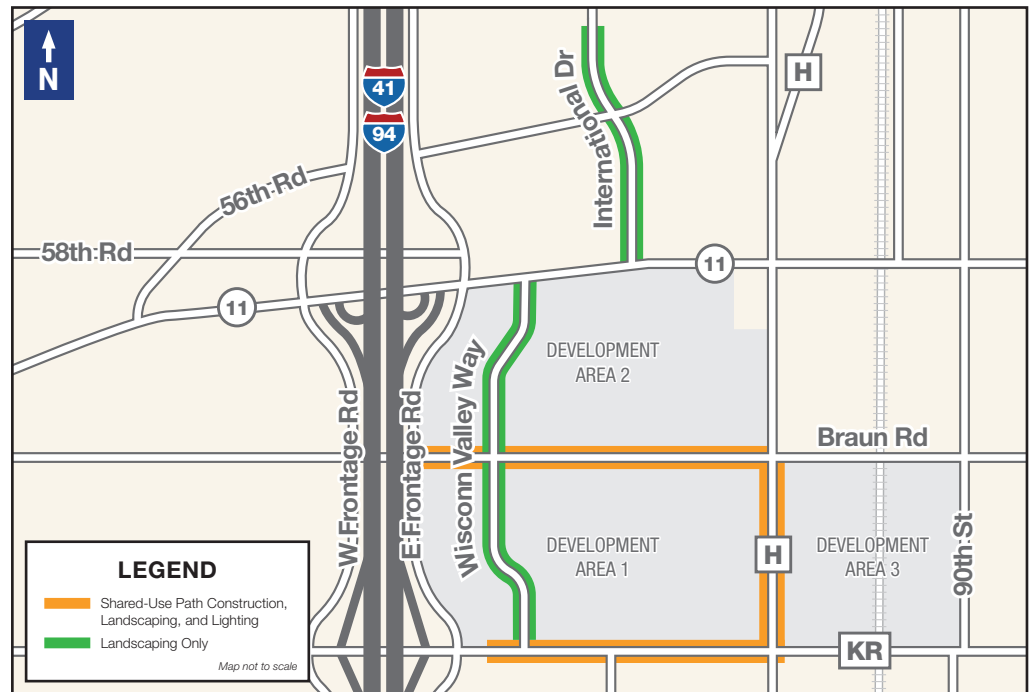 N
41
94
H
International Dr
56th Rd
58th Rd
11
11
DEVELOPMENT
AREA 2
Wisconn Valley Way
W Frontage Rd
E Frontage Rd
Braun Rd
DEVELOPMENT
AREA 1
H
DEVELOPMENT
AREA 3
90th St
KR
LEGEND
Shared-Use Path Construction,
Landscaping, and Lighting
Landscaping Only
Map not to scale